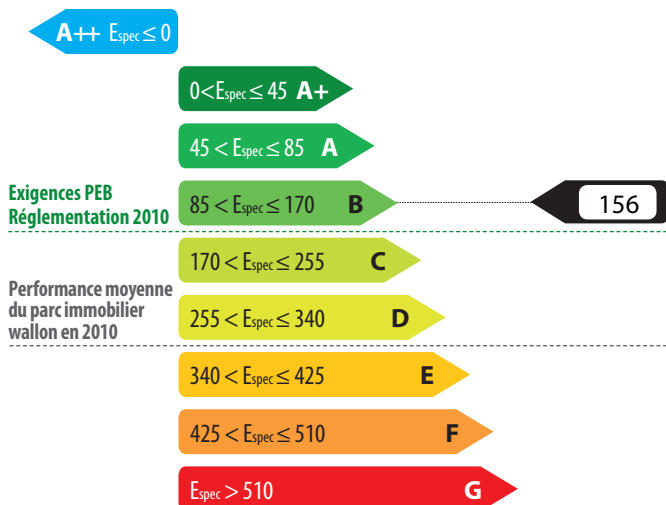 A++ Espec ≤ 0
0<Espec ≤ 45 A+
45 < Espec ≤ 85 A
Exigences PEB
Réglementation 2010
85 < Espec ≤ 170 B
156
170 < Espec ≤ 255 C
Performance moyenne
du parc immobilier
wallon en 2010
255 < Espec ≤ 340 D
340 < Espec ≤ 425 E
425 < Espec ≤ 510 F
Espec > 510 G